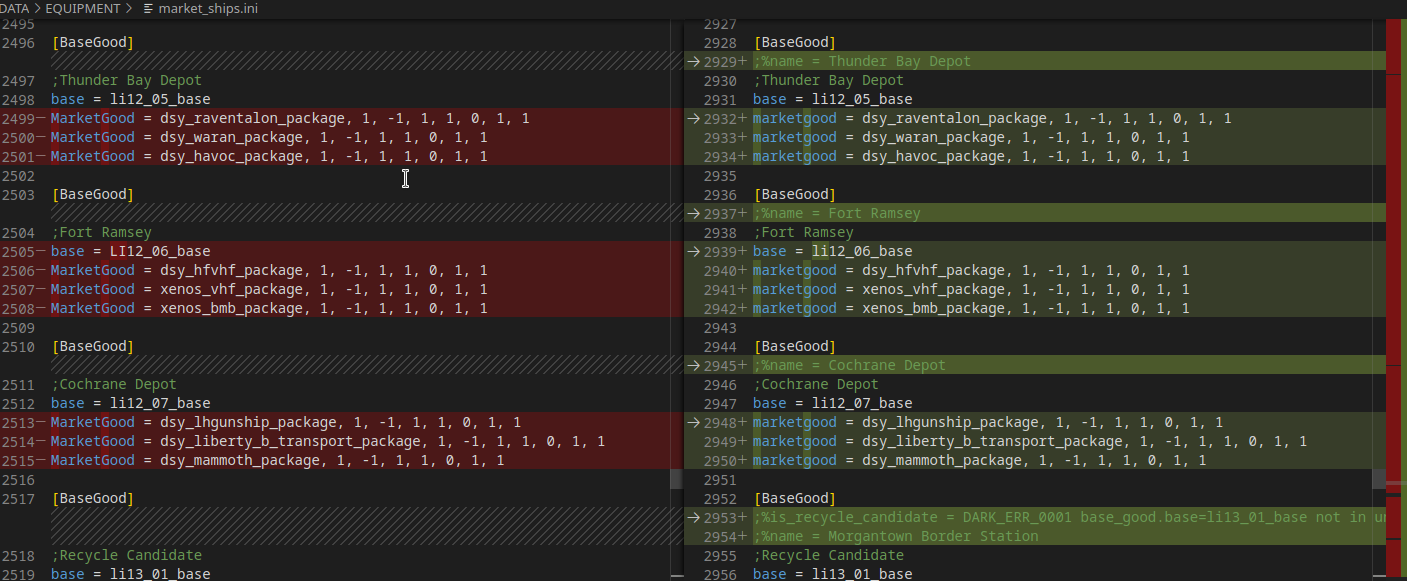 DATA > EQUIPMENT > market_ships.ini
2495
2496 [BaseGood]
2497 ;Thunder Bay Depot
2498 base = li12_05_base
2499− MarketGood = dsy_raventalon_package, 1, -1, 1, 1, 0, 1, 1
2500− MarketGood = dsy_waran_package, 1, -1, 1, 1, 0, 1, 1
2501− MarketGood = dsy_havoc_package, 1, -1, 1, 1, 0, 1, 1
2502
2503 [BaseGood]
2504 ;Fort Ramsey
2505− base = LI12_06_base
2506− MarketGood = dsy_hfvhf_package, 1, -1, 1, 1, 0, 1, 1
2507− MarketGood = xenos_vhf_package, 1, -1, 1, 1, 0, 1, 1
2508− MarketGood = xenos_bmb_package, 1, -1, 1, 1, 0, 1, 1
2509
2510 [BaseGood]
2511 ;Cochrane Depot
2512 base = li12_07_base
2513− MarketGood = dsy_lhgunship_package, 1, -1, 1, 1, 0, 1, 1
2514− MarketGood = dsy_liberty_b_transport_package, 1, -1, 1, 1, 0, 1, 1
2515− MarketGood = dsy_mammoth_package, 1, -1, 1, 1, 0, 1, 1
2516
2517 [BaseGood]
2518 ;Recycle Candidate
2519 base = li13_01_base
2927
2928 [BaseGood]
→ 2929+ ;%name = Thunder Bay Depot
2930 ;Thunder Bay Depot
2931 base = li12_05_base
→ 2932+ marketgood = dsy_raventalon_package, 1, -1, 1, 1, 0, 1, 1
2933+ marketgood = dsy_waran_package, 1, -1, 1, 1, 0, 1, 1
2934+ marketgood = dsy_havoc_package, 1, -1, 1, 1, 0, 1, 1
2935
2936 [BaseGood]
→ 2937+ ;%name = Fort Ramsey
2938 ;Fort Ramsey
→ 2939+ base = li12_06_base
2940+ marketgood = dsy_hfvhf_package, 1, -1, 1, 1, 0, 1, 1
2941+ marketgood = xenos_vhf_package, 1, -1, 1, 1, 0, 1, 1
2942+ marketgood = xenos_bmb_package, 1, -1, 1, 1, 0, 1, 1
2943
2944 [BaseGood]
→ 2945+ ;%name = Cochrane Depot
2946 ;Cochrane Depot
2947 base = li12_07_base
→ 2948+ marketgood = dsy_lhgunship_package, 1, -1, 1, 1, 0, 1, 1
2949+ marketgood = dsy_liberty_b_transport_package, 1, -1, 1, 1, 0, 1, 1
2950+ marketgood = dsy_mammoth_package, 1, -1, 1, 1, 0, 1, 1
2951
2952 [BaseGood]
→ 2953+ ;%is_recycle_candidate = DARK_ERR_0001 base_good.base=li13_01_base not in
2954+ ;%name = Morgantown Border Station
2955 ;Recycle Candidate
2956 base = li13_01_base